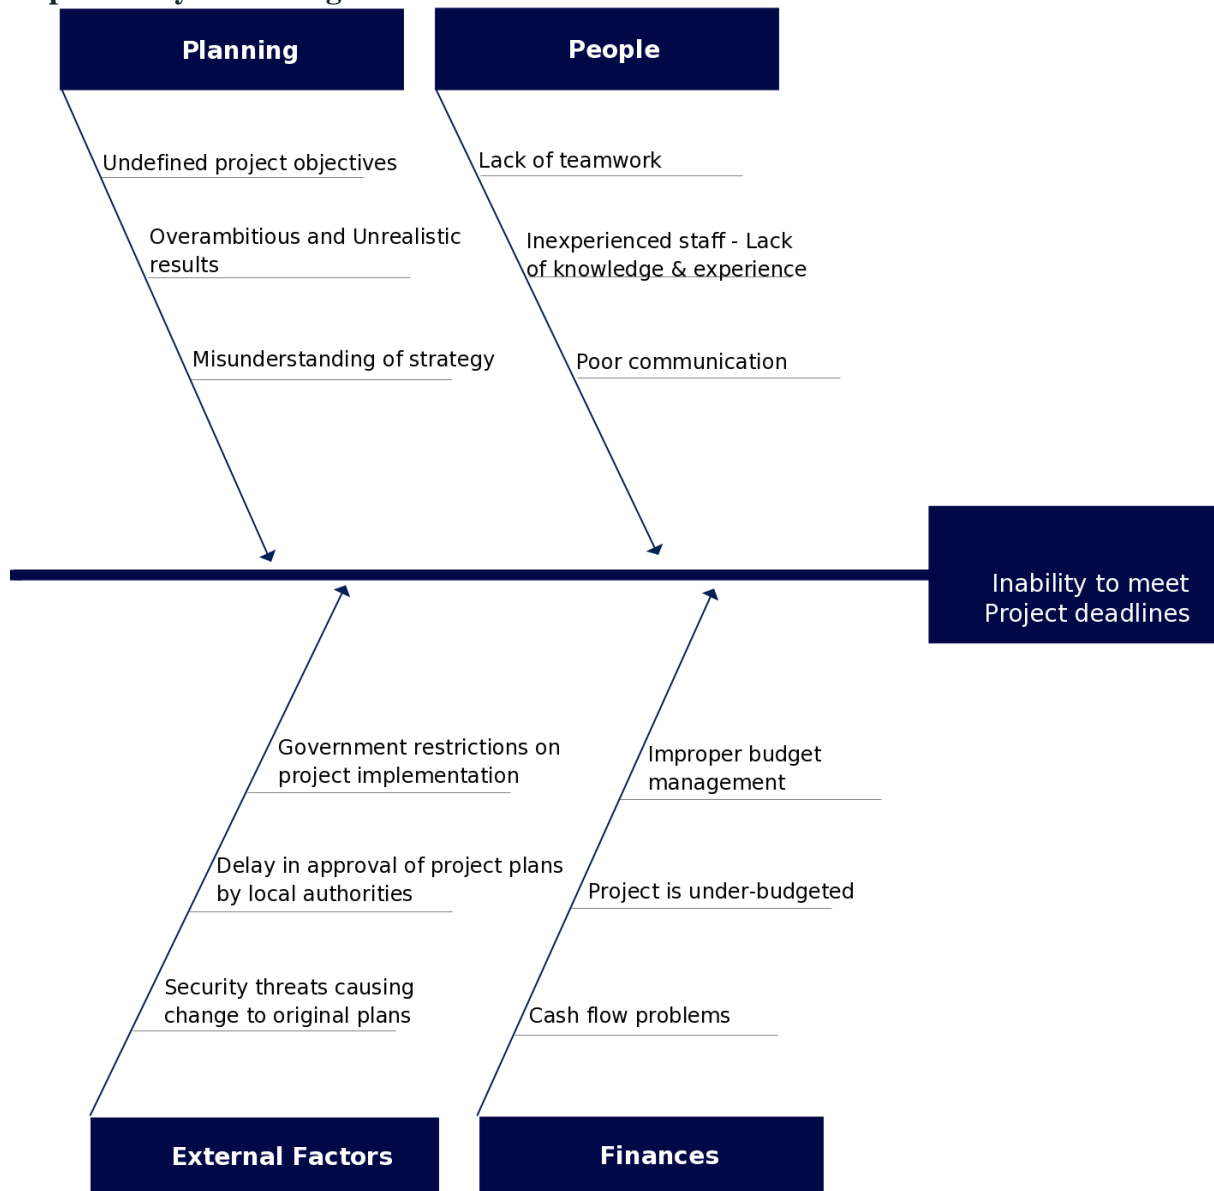 Planning
People
Undefined project objectives
Overambitious and Unrealistic
results
Misunderstanding of strategy
Lack of teamwork
Inexperienced staff - Lack
of knowledge & experience
Poor communication
Inability to meet
Project deadlines
Government restrictions on
project implementation
Delay in approval of project plans
by local authorities
Security threats causing
change to original plans
Improper budget
management
Project is under-budgeted
Cash flow problems
External Factors
Finances